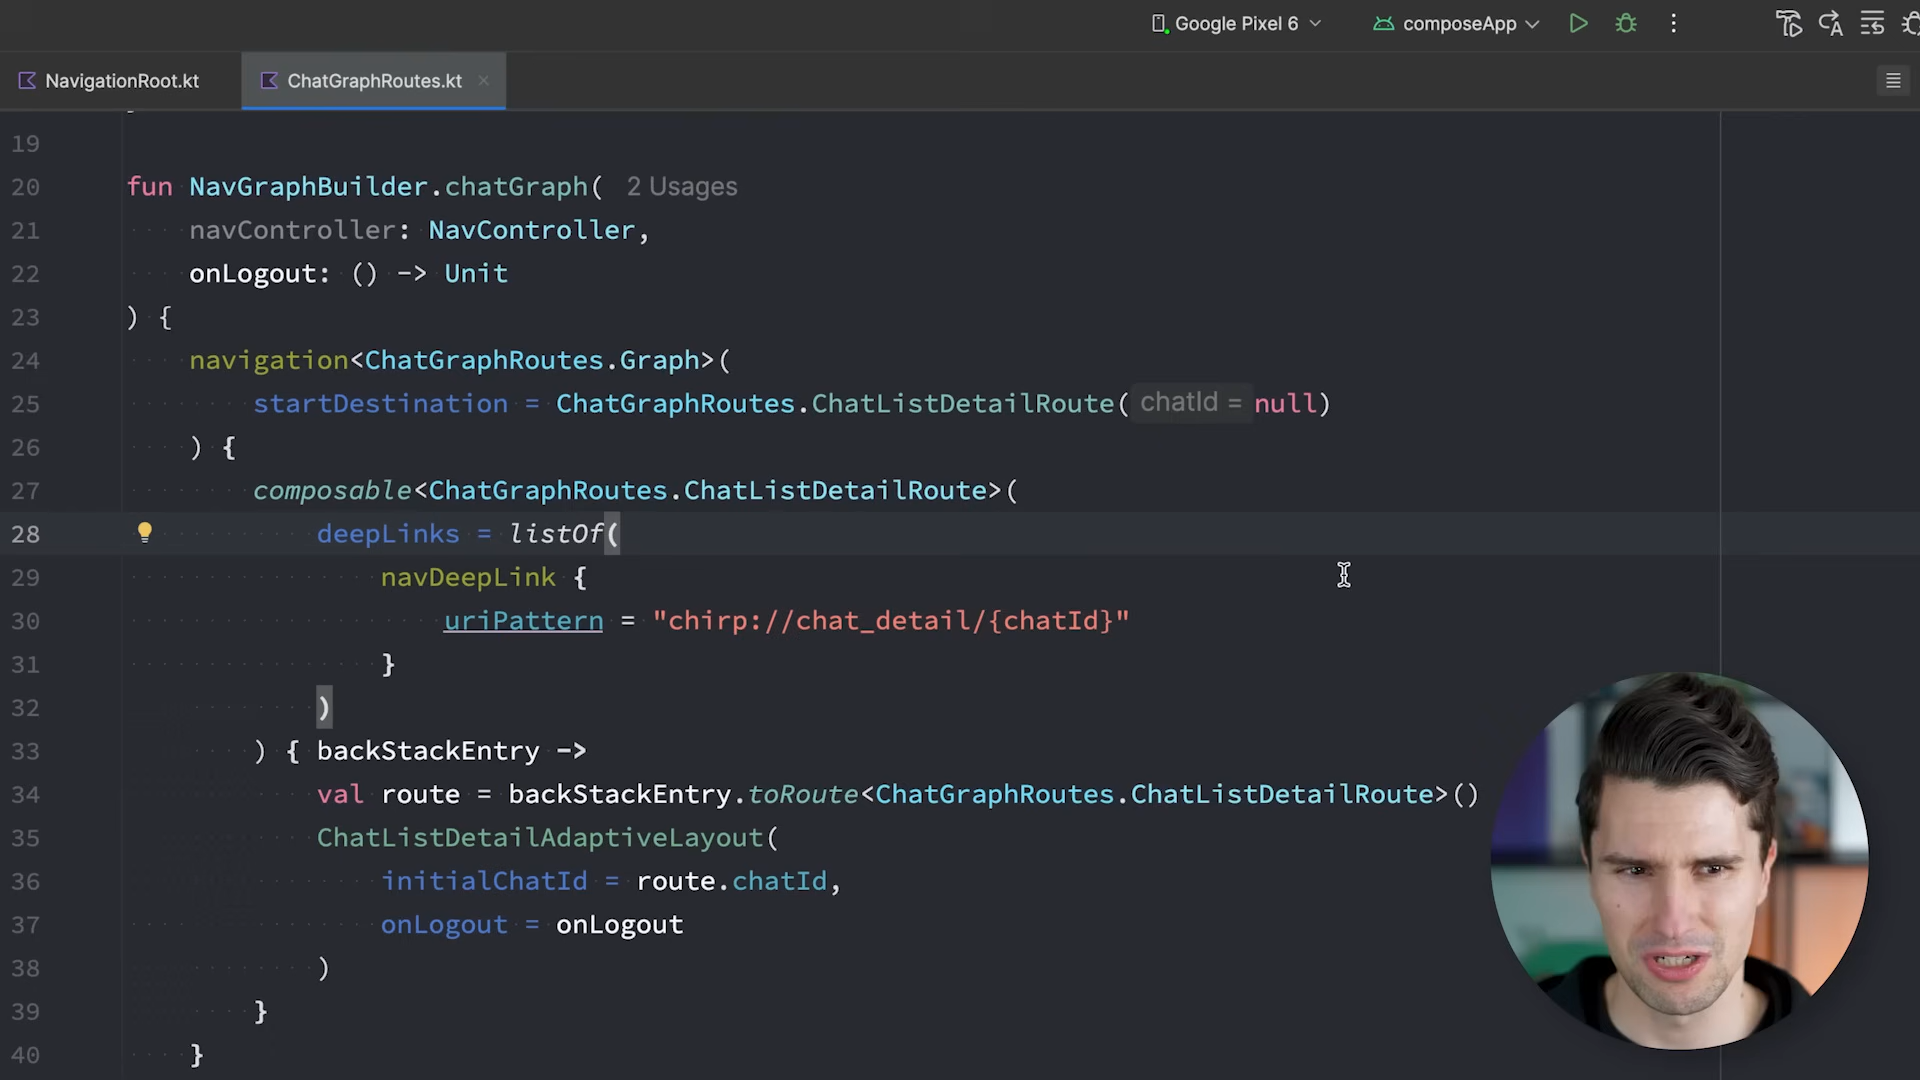 Google Pixel 6
composeApp
NavigationRoot.kt
ChatGraphRoutes.kt
19
20 fun NavGraphBuilder.chatGraph( 2 Usages
21 navController: NavController,
22 onLogout: () -> Unit
23 ) {
24 navigation<ChatGraphRoutes.Graph>(
25 startDestination = ChatGraphRoutes.ChatListDetailRoute( chatId = null)
26 ) {
27 composable<ChatGraphRoutes.ChatListDetailRoute>(
28 deepLinks = listOf(
29 navDeepLink {
30 uriPattern = "chirp://chat_detail/{chatId}"
31 }
32 )
33 ) { backStackEntry ->
34 val route = backStackEntry.toRoute<ChatGraphRoutes.ChatListDetailRoute>()
35 ChatListDetailAdaptiveLayout(
36 initialChatId = route.chatId,
37 onLogout = onLogout
38 )
39 }
40 }